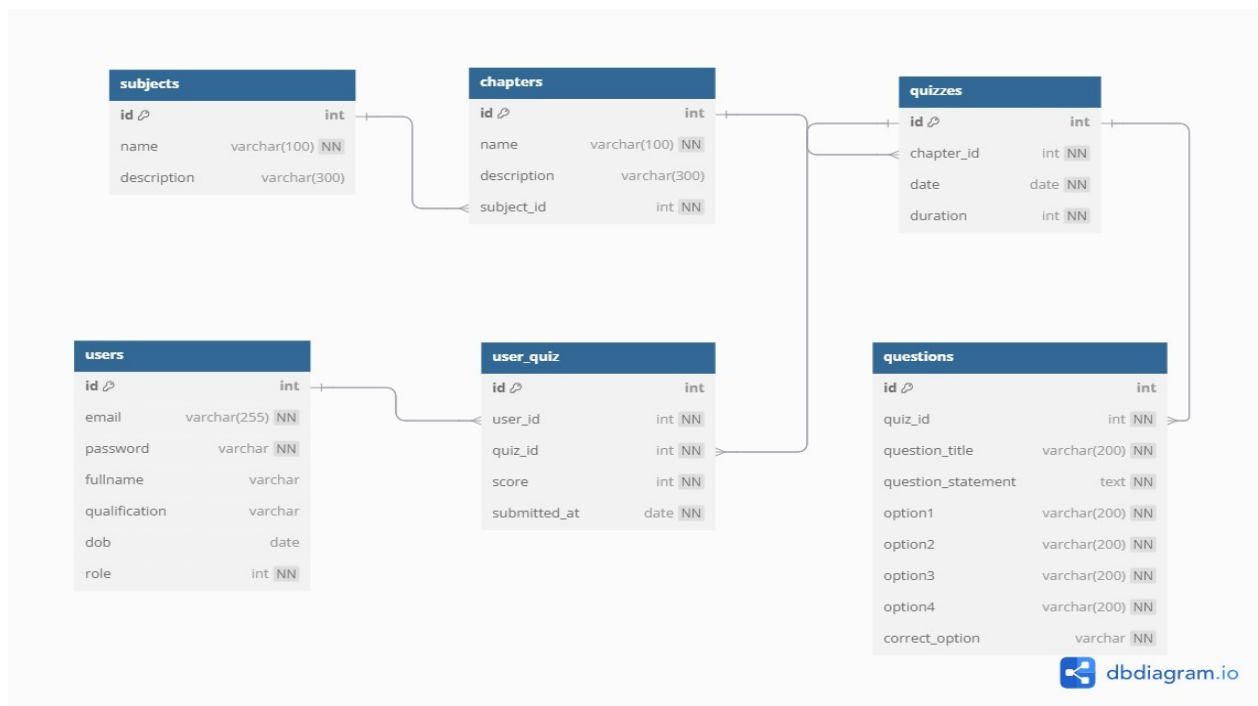 subjects
id int
name varchar(100) NN
description varchar(300)
chapters
id int
name varchar(100) NN
description varchar(300)
subject_id int NN
quizzes
id int
chapter_id int NN
date date NN
duration int NN
users
id int
email varchar(255) NN
password varchar NN
fullname varchar
qualification varchar
dob date
role int NN
user_quiz
id int
user_id int NN
quiz_id int NN
score int NN
submitted_at date NN
questions
id int
quiz_id int NN
question_title varchar(200) NN
question_statement text NN
option1 varchar(200) NN
option2 varchar(200) NN
option3 varchar(200) NN
option4 varchar(200) NN
correct_option varchar NN
dbdiagram.io